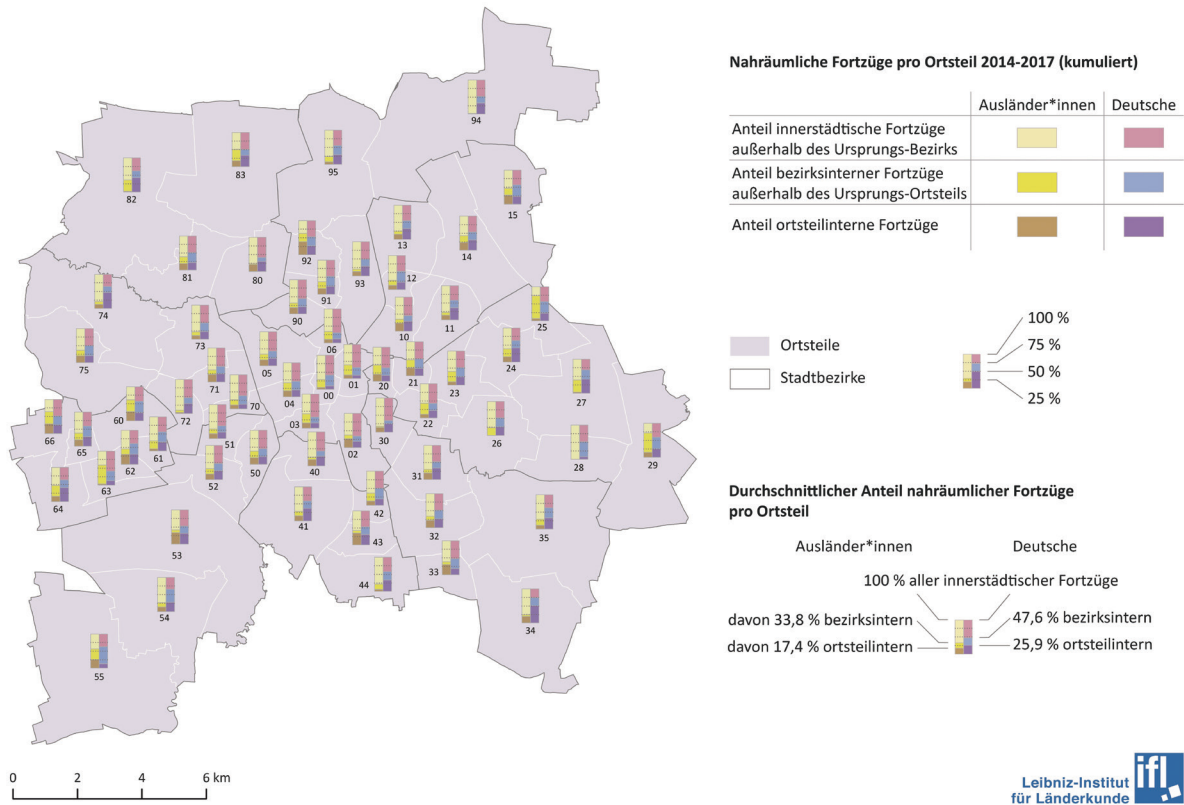 Nahräumliche Fortzüge pro Ortsteil 2014-2017 (kumuliert)
Ausländer*innen
Deutsche
Anteil innerstädtische Fortzüge
außerhalb des Ursprungs-Bezirks
Anteil bezirksinterner Fortzüge
außerhalb des Ursprungs-Ortsteils
Anteil ortsteilinterne Fortzüge
Ortsteile
Stadtbezirke
100 %
75 %
50 %
25 %
Durchschnittlicher Anteil nahräumlicher Fortzüge
pro Ortsteil
Ausländer*innen
Deutsche
100 % aller innerstädtischer Fortzüge
davon 33,8 % bezirksintern
47,6 % bezirksintern
davon 17,4 % ortsteilintern
25,9 % ortsteilintern
94
83
95
82
15
13
14
92
81
80
93
12
91
74
90
25
11
10
73
06
75
05
24
71
01
20
21
23
27
04
00
70
72
60
03
22
66
51
30
26
65
61
02
62
50
40
28
29
52
31
63
64
42
41
32
35
53
43
33
44
54
34
55
0 2 4 6 km
ifl
Leibniz-Institut
für Länderkunde